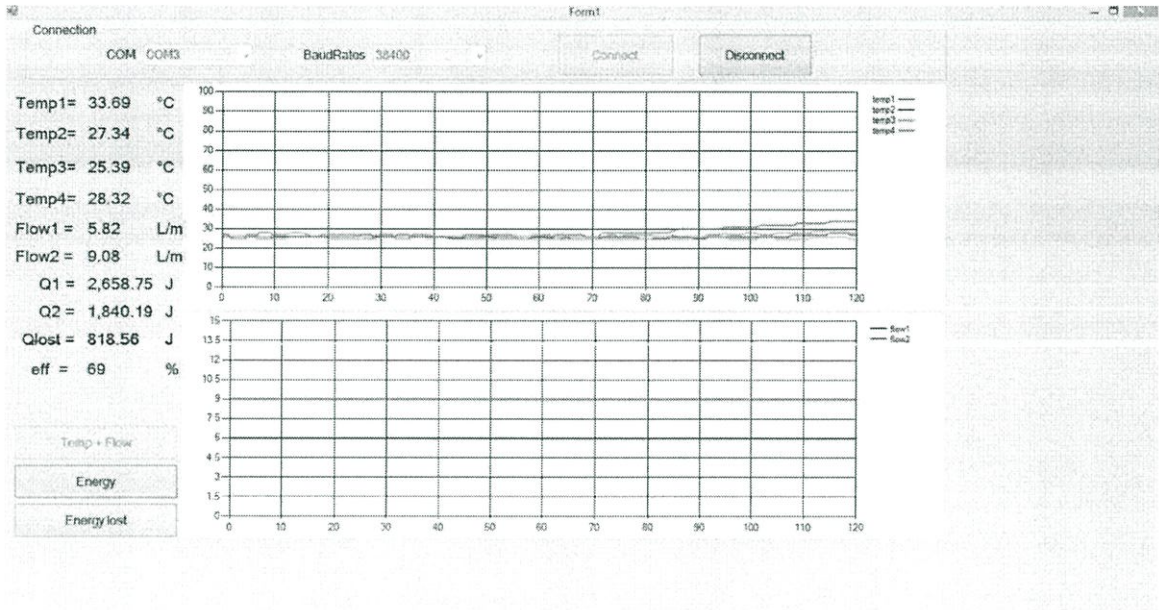 Form1
Connection
COM COM3 BaudRates 38400 Connect Disconnect
Temp1= 33.69 °C
Temp2= 27.34 °C
Temp3= 25.39 °C
Temp4= 28.32 °C
Flow1 = 5.82 L/m
Flow2 = 9.08 L/m
Q1 = 2,658.75 J
Q2 = 1,840.19 J
Qlost = 818.56 J
eff = 69 %
Temp + Flow
Energy
Energy lost
100
90
80
70
60
50
40
30
20
10
0
0 10 20 30 40 50 60 70 80 90 100 110 120
temp1
temp2
temp3
temp4
15
13.5
12
10.5
9
7.5
6
4.5
3
1.5
0
0 10 20 30 40 50 60 70 80 90 100 110 120
flow1
flow2